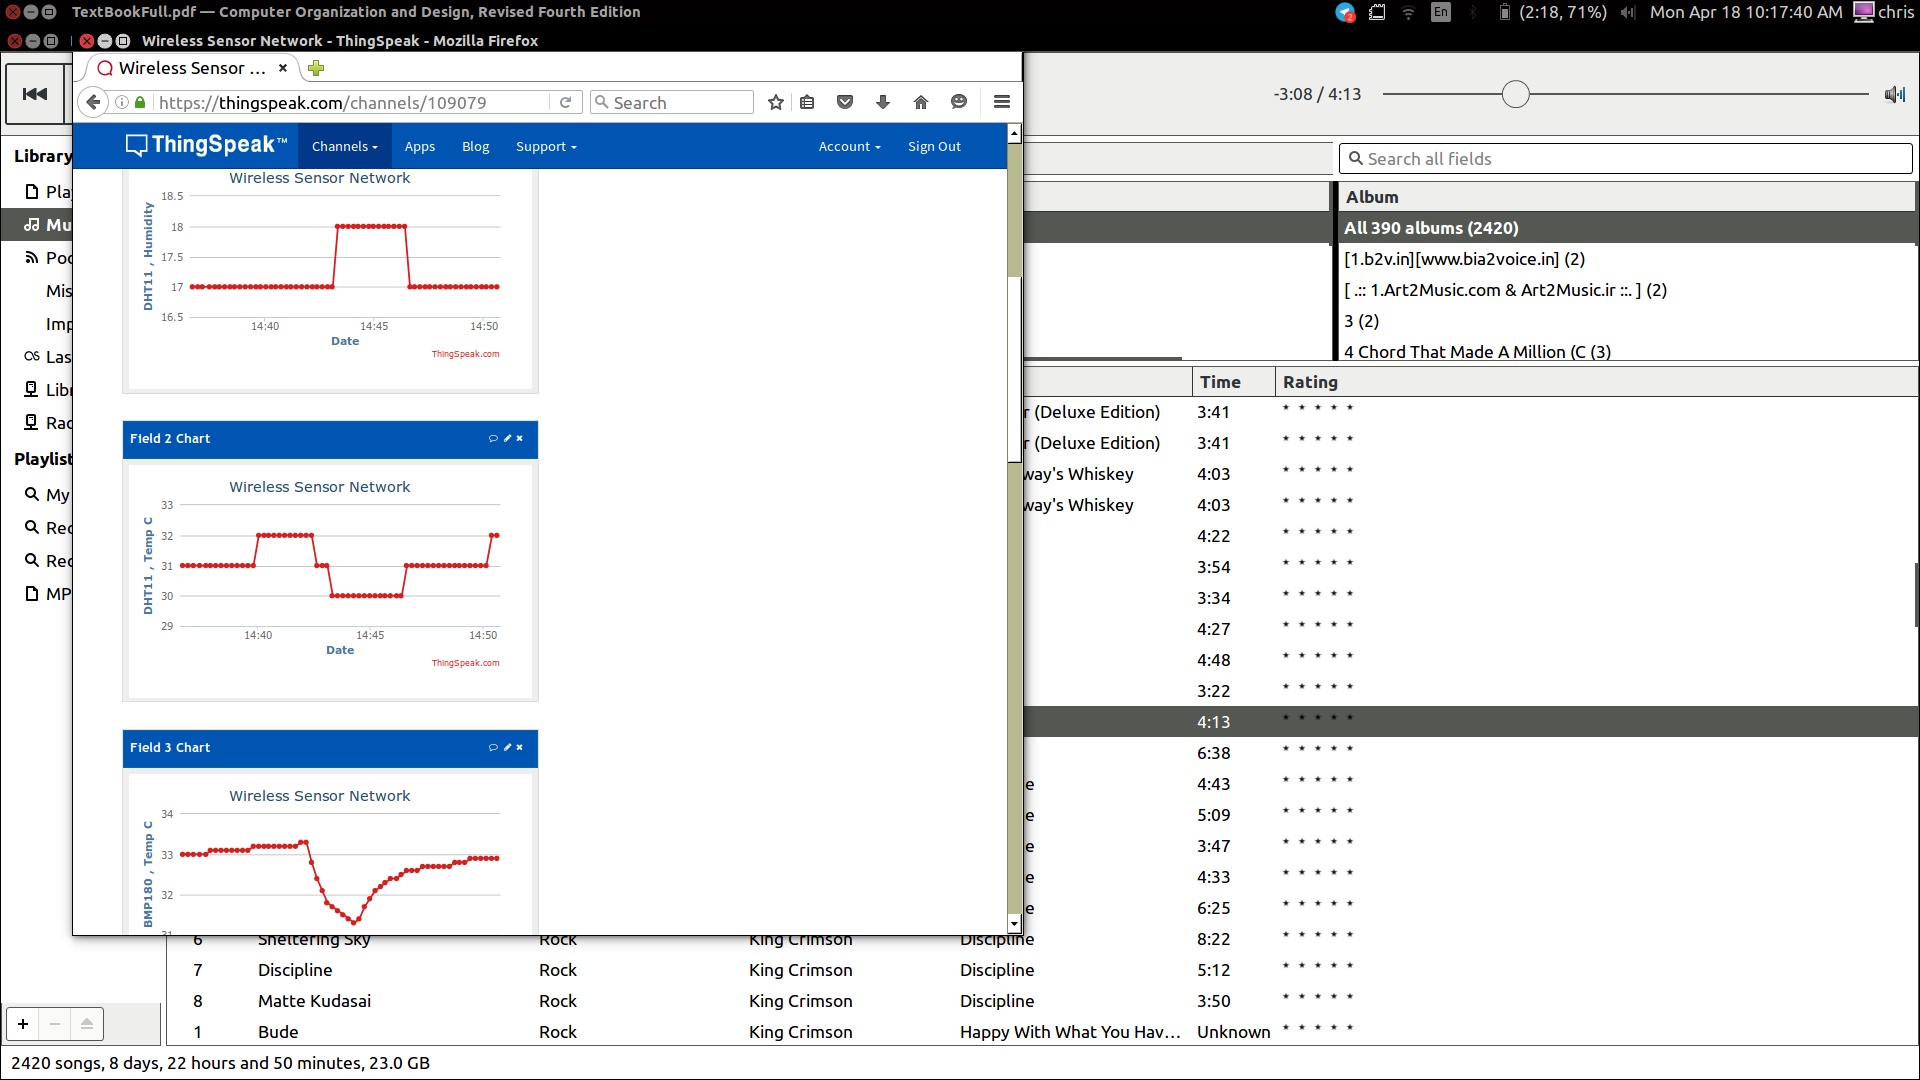 TextBookFull.pdf — Computer Organization and Design, Revised Fourth Edition
2
En
(2:18, 71%)
Mon Apr 18 10:17:40 AM
chris
Wireless Sensor Network - ThingSpeak - Mozilla Firefox
Wireless Sensor ...
https://thingspeak.com/channels/109079
Search
ThingSpeak™
Channels
Apps
Blog
Support
Account
Sign Out
Wireless Sensor Network
DHT11 , Humidity
18.5
18
17.5
17
16.5
14:40
14:45
14:50
Date
ThingSpeak.com
Field 2 Chart
Wireless Sensor Network
DHT11 , Temp C
33
32
31
30
29
14:40
14:45
14:50
Date
ThingSpeak.com
Field 3 Chart
Wireless Sensor Network
BMP180 , Temp C
34
33
32
31
-3:08 / 4:13
Search all fields
Library
Pla
Mu
Poc
Mis
Imp
Las
Libr
Rad
Playlist
My
Rec
Rec
MP
Album
All 390 albums (2420)
[1.b2v.in][www.bia2voice.in] (2)
[ .:: 1.Art2Music.com & Art2Music.ir ::. ] (2)
3 (2)
4 Chord That Made A Million (C (3)
Time Rating
r (Deluxe Edition) 3:41
r (Deluxe Edition) 3:41
way's Whiskey 4:03
way's Whiskey 4:03
4:22
3:54
3:34
4:27
4:48
3:22
4:13
6:38
e 4:43
e 5:09
e 3:47
e 4:33
e 6:25
6 Sheltering Sky Rock King Crimson Discipline 8:22
7 Discipline Rock King Crimson Discipline 5:12
8 Matte Kudasai Rock King Crimson Discipline 3:50
1 Bude Rock King Crimson Happy With What You Hav... Unknown
2420 songs, 8 days, 22 hours and 50 minutes, 23.0 GB